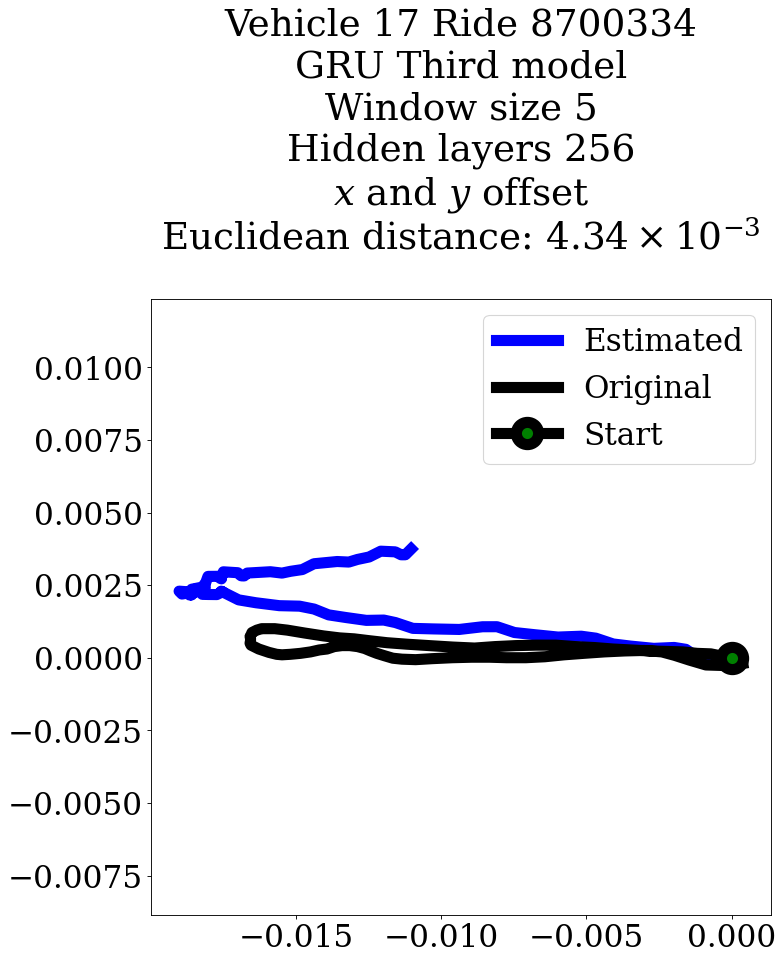 Vehicle 17 Ride 8700334
GRU Third model
Window size 5
Hidden layers 256
x and y offset
Euclidean distance: 4.34 × 10⁻³
Estimated
Original
Start
0.0100
0.0075
0.0050
0.0025
0.0000
−0.0025
−0.0050
−0.0075
−0.015 −0.010 −0.005 0.000